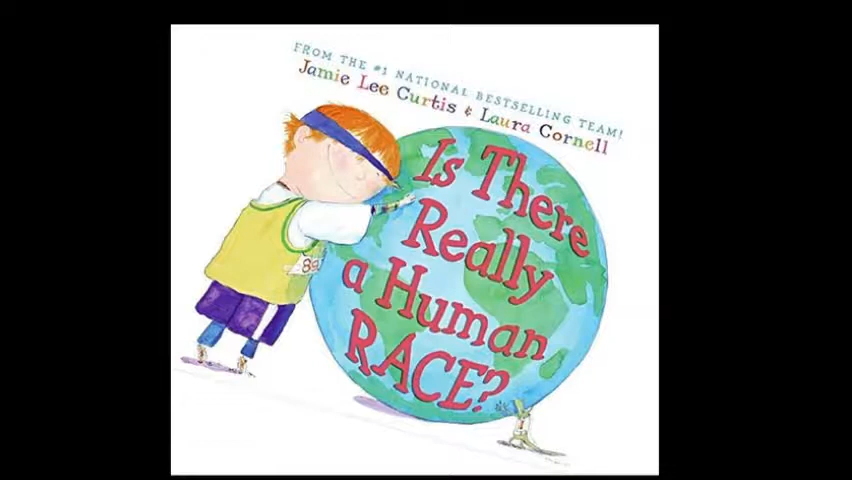 FROM THE #1 NATIONAL BESTSELLING TEAM!
Jamie Lee Curtis & Laura Cornell
Is There
Really
a Human
RACE?